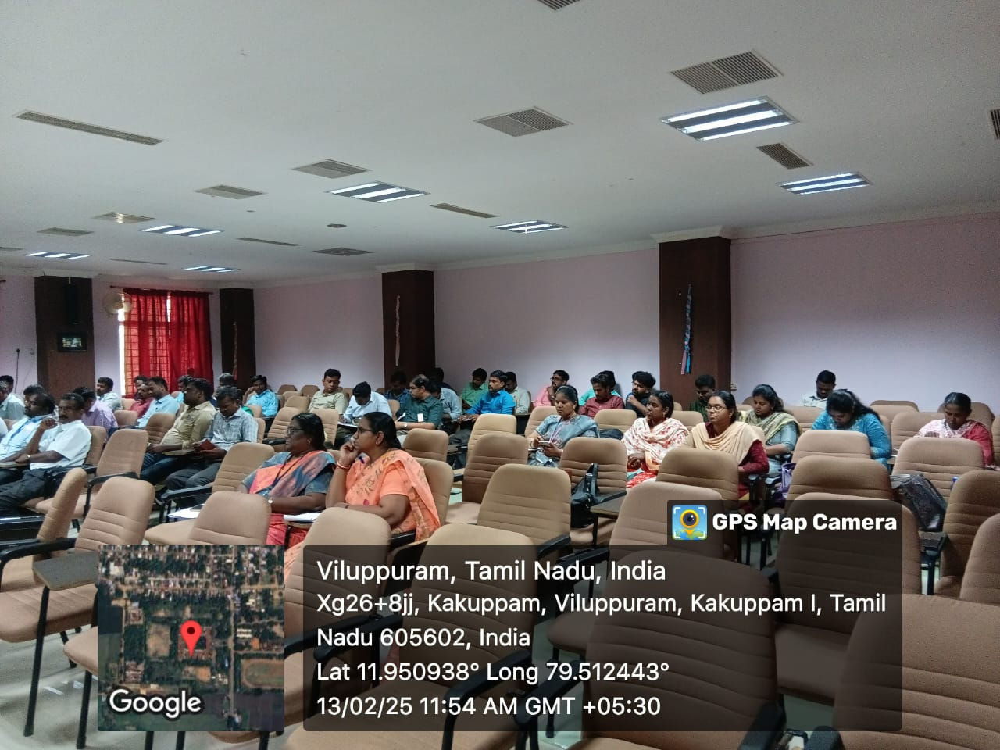 GPS Map Camera
Viluppuram, Tamil Nadu, India
Xg26+8jj, Kakuppam, Viluppuram, Kakuppam I, Tamil
Nadu 605602, India
Lat 11.950938° Long 79.512443°
13/02/25 11:54 AM GMT +05:30
Google